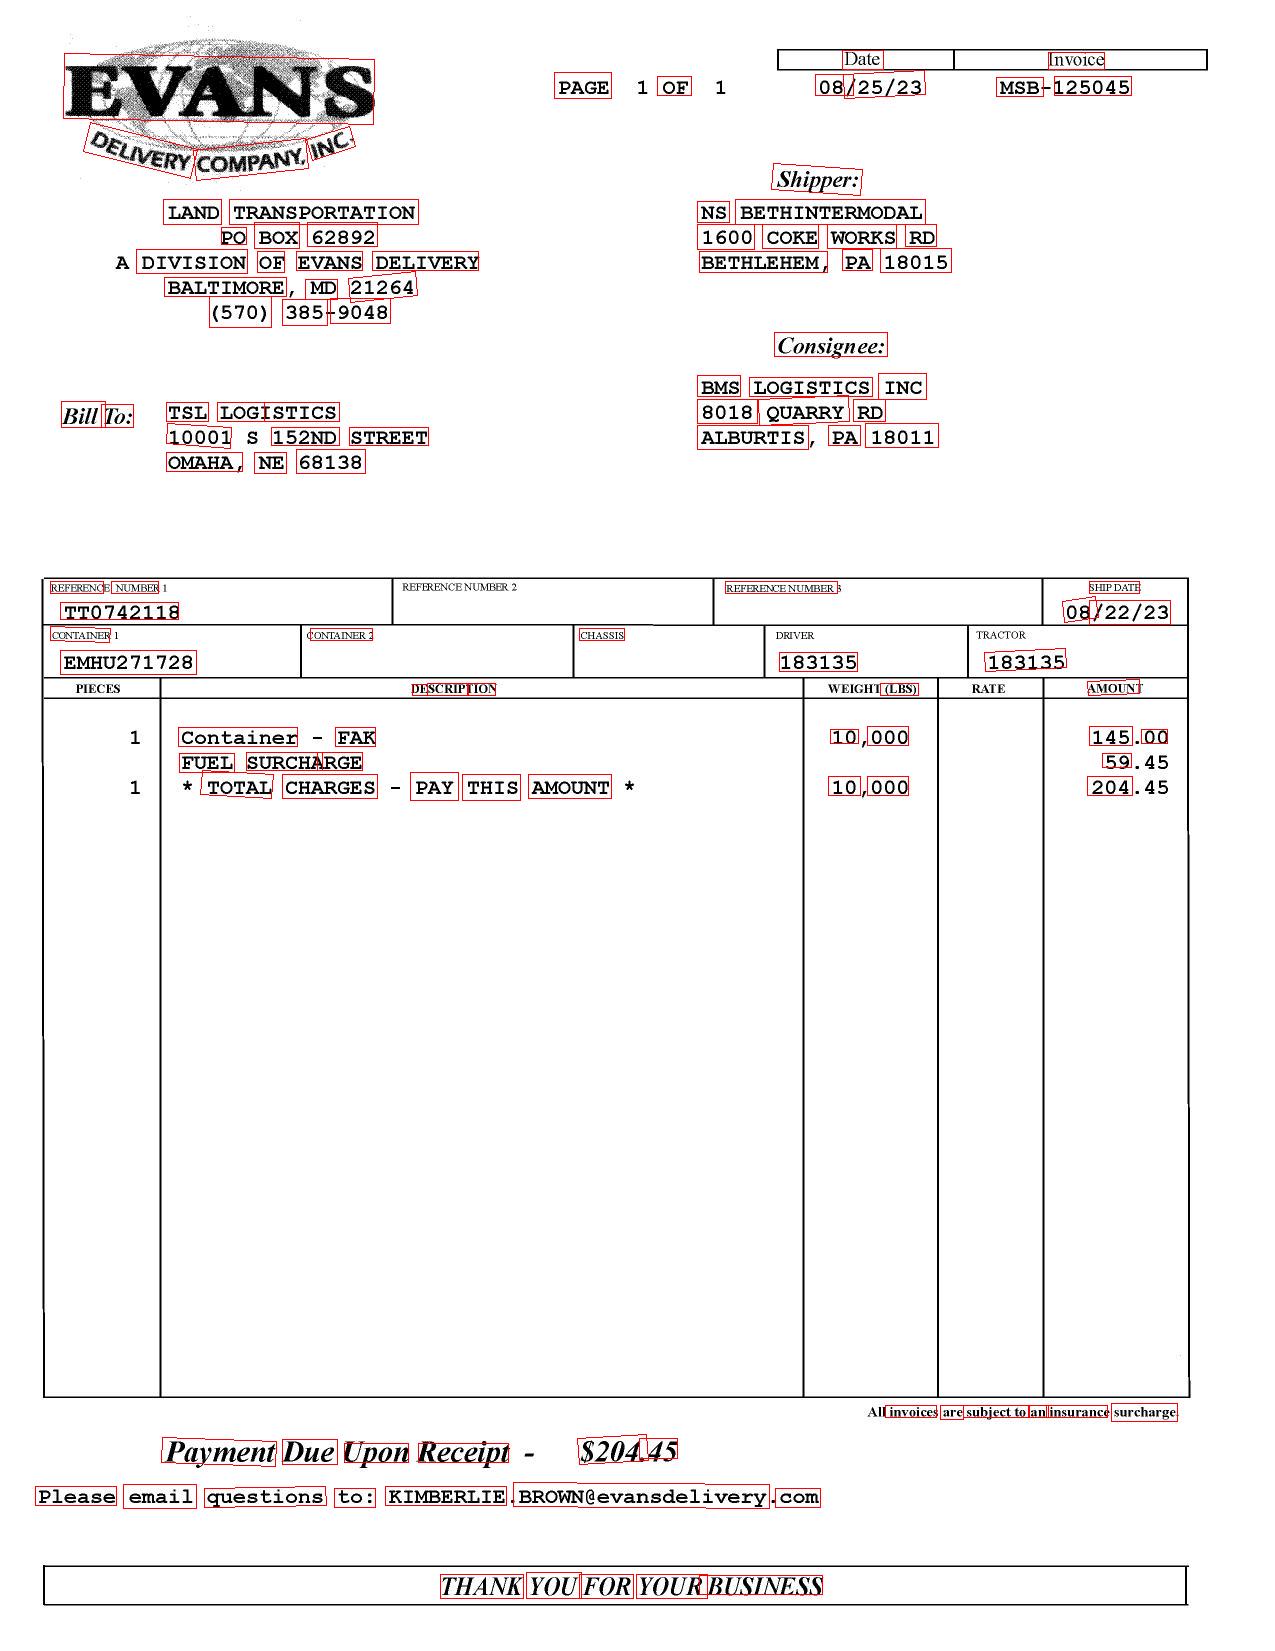 EVANS
DELIVERY COMPANY, INC.
Date Invoice
PAGE 1 OF 1 08/25/23 MSB-125045
LAND TRANSPORTATION
PO BOX 62892
A DIVISION OF EVANS DELIVERY
BALTIMORE, MD 21264
(570) 385-9048
Shipper:
NS BETHINTERMODAL
1600 COKE WORKS RD
BETHLEHEM, PA 18015
Consignee:
BMS LOGISTICS INC
8018 QUARRY RD
ALBURTIS, PA 18011
Bill To: TSL LOGISTICS
10001 S 152ND STREET
OMAHA, NE 68138
REFERENCE NUMBER 1 REFERENCE NUMBER 2 REFERENCE NUMBER 3 SHIP DATE
TT0742118 08/22/23
CONTAINER 1 CONTAINER 2 CHASSIS DRIVER TRACTOR
EMHU271728 183135 183135
PIECES DESCRIPTION WEIGHT (LBS) RATE AMOUNT
1 Container - FAK 10,000 145.00
FUEL SURCHARGE 59.45
1 * TOTAL CHARGES - PAY THIS AMOUNT * 10,000 204.45
All invoices are subject to an insurance surcharge.
Payment Due Upon Receipt - $204.45
Please email questions to: KIMBERLIE.BROWN@evansdelivery.com
THANK YOU FOR YOUR BUSINESS